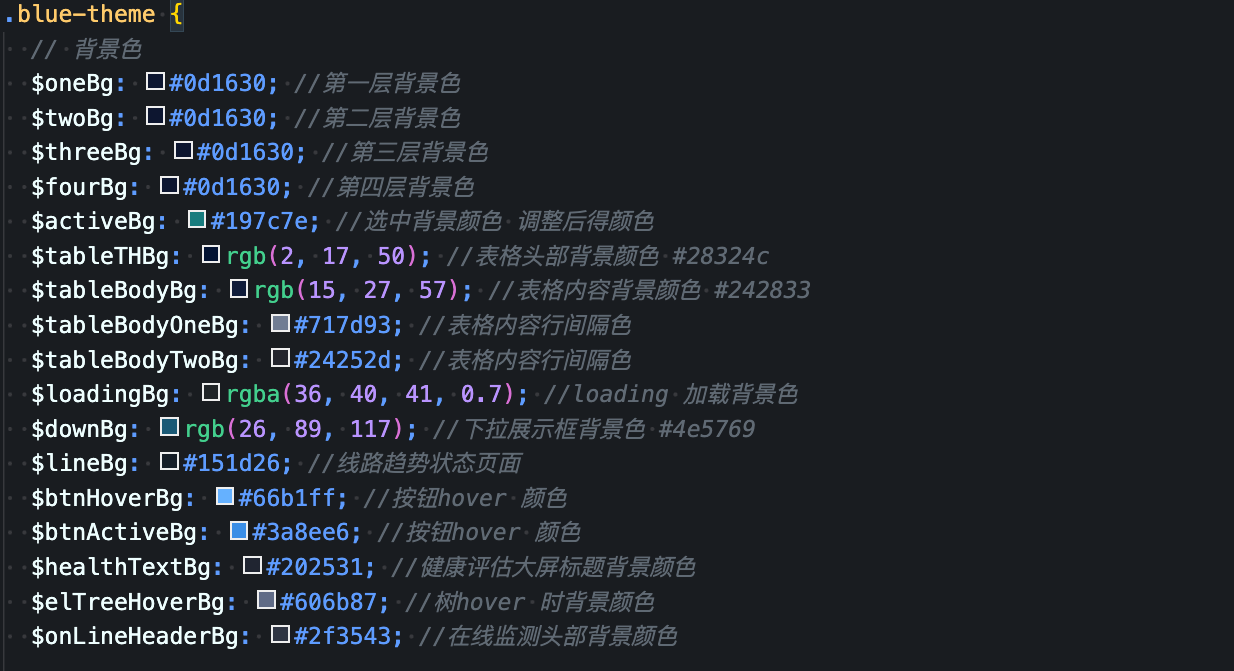 .blue-theme {
// 背景色
$oneBg: #0d1630; //第一层背景色
$twoBg: #0d1630; //第二层背景色
$threeBg: #0d1630; //第三层背景色
$fourBg: #0d1630; //第四层背景色
$activeBg: #197c7e; //选中背景颜色 调整后得颜色
$tableTHBg: rgb(2, 17, 50); //表格头部背景颜色 #28324c
$tableBodyBg: rgb(15, 27, 57); //表格内容背景颜色 #242833
$tableBodyOneBg: #717d93; //表格内容行间隔色
$tableBodyTwoBg: #24252d; //表格内容行间隔色
$loadingBg: rgba(36, 40, 41, 0.7); //loading 加载背景色
$downBg: rgb(26, 89, 117); //下拉展示框背景色 #4e5769
$lineBg: #151d26; //线路趋势状态页面
$btnHoverBg: #66b1ff; //按钮hover 颜色
$btnActiveBg: #3a8ee6; //按钮hover 颜色
$healthTextBg: #202531; //健康评估大屏标题背景颜色
$elTreeHoverBg: #606b87; //树hover 时背景颜色
$onLineHeaderBg: #2f3543; //在线监测头部背景颜色